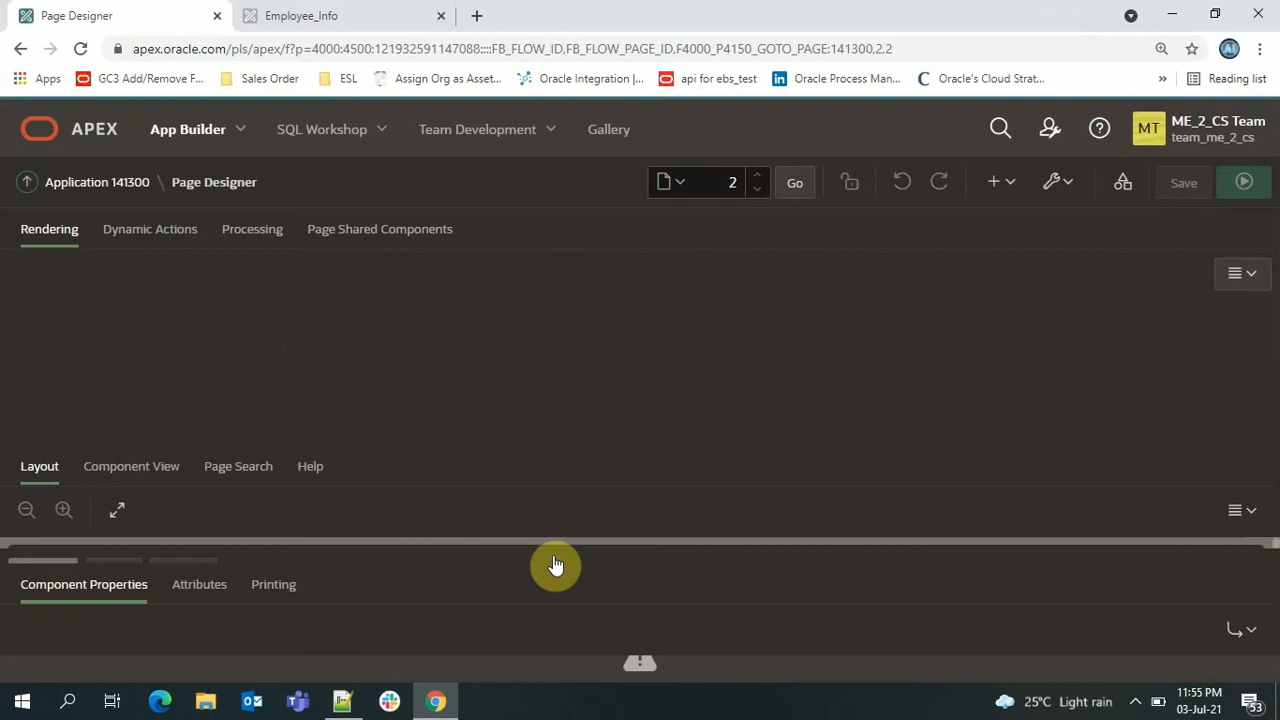 Page Designer
Employee_Info
apex.oracle.com/pls/apex/f?p=4000:4500:121932591147088::::FB_FLOW_ID,FB_FLOW_PAGE_ID,F4000_P4150_GOTO_PAGE:141300,2,2
Apps
GC3 Add/Remove F...
Sales Order
ESL
Assign Org as Asset...
Oracle Integration |...
api for ebs_test
Oracle Process Man...
Oracle's Cloud Strat...
»
Reading list
APEX
App Builder
SQL Workshop
Team Development
Gallery
MT
ME_2_CS Team
team_me_2_cs
Application 141300 \ Page Designer
2
Go
Save
Rendering
Dynamic Actions
Processing
Page Shared Components
Layout
Component View
Page Search
Help
Component Properties
Attributes
Printing
25°C Light rain
11:55 PM
03-Jul-21
53